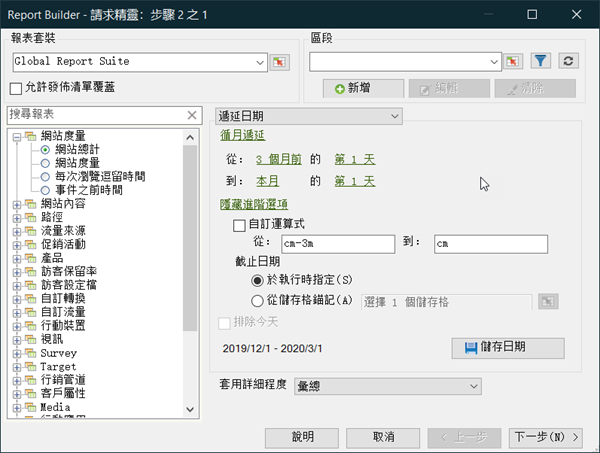 Report Builder - 請求精靈：步驟 2 之 1
報表套裝
Global Report Suite
允許發佈清單覆蓋
區段
新增
編輯
清除
搜尋報表
網站度量
網站總計
網站度量
每次瀏覽逗留時間
事件之前時間
網站內容
路徑
流量來源
促銷活動
產品
訪客保留率
訪客設定檔
自訂轉換
自訂流量
行動裝置
視訊
Survey
Target
行銷管道
客戶屬性
Media
行動應用
遞延日期
循月遞延
從： 3 個月前 的 第 1 天
到： 本月 的 第 1 天
隱藏進階選項
自訂運算式
從： cm-3m 到： cm
截止日期
於執行時指定(S)
從儲存格錨記(A) 選擇 1 個儲存格
排除今天
2019/12/1 - 2020/3/1
儲存日期
套用詳細程度 彙總
說明
取消
< 上一步
下一步(N) >